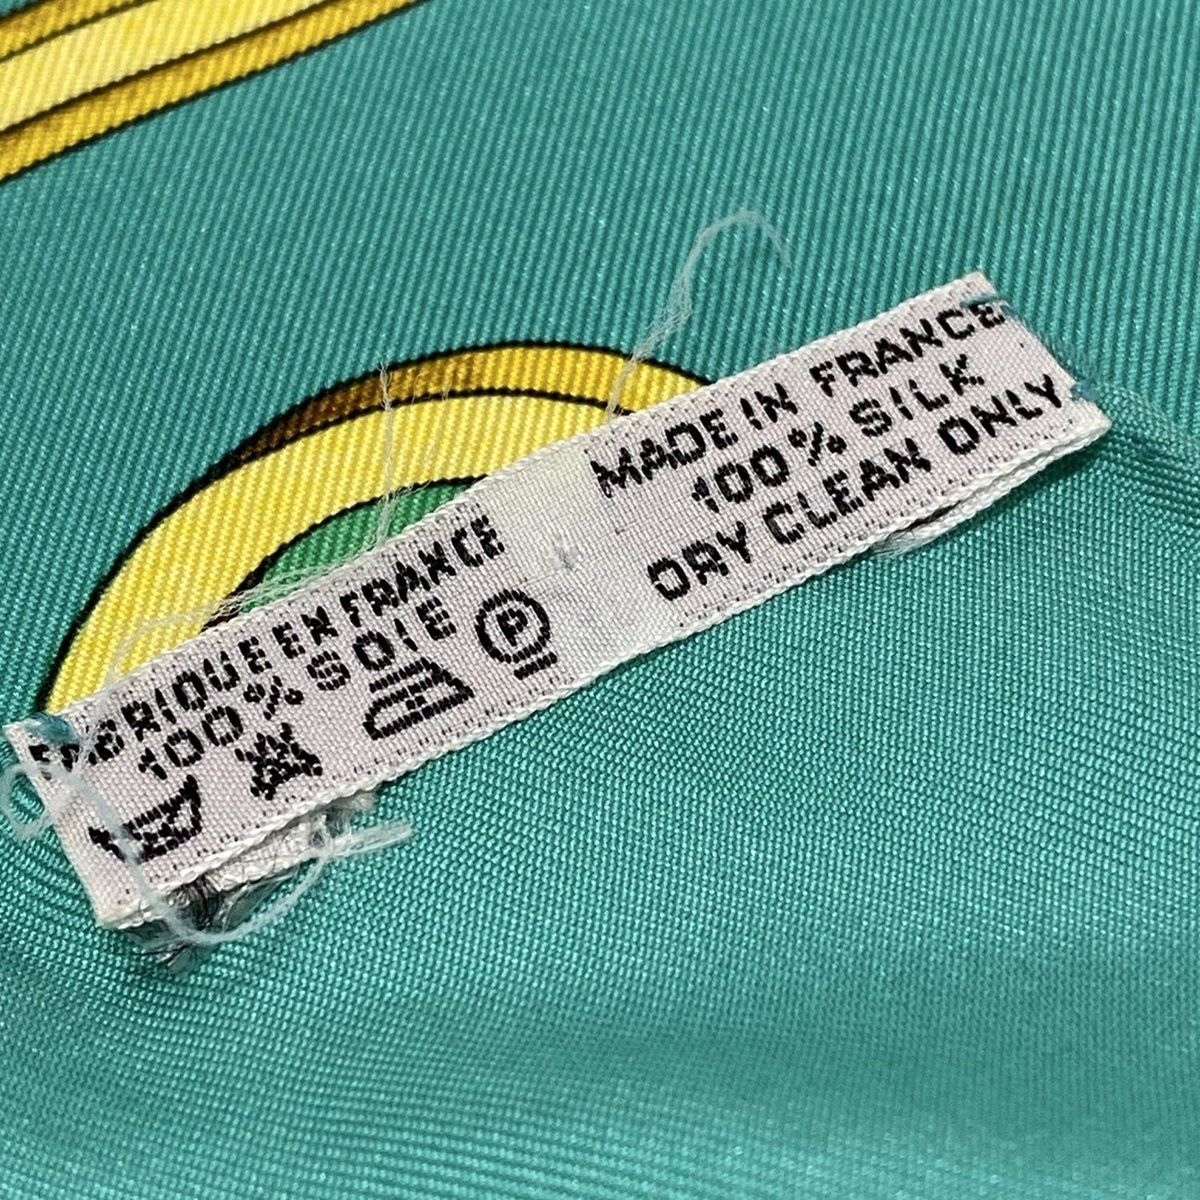 FABRIQUE EN FRANCE
100% SOIE
P
MADE IN FRANCE
100% SILK
DRY CLEAN ONLY